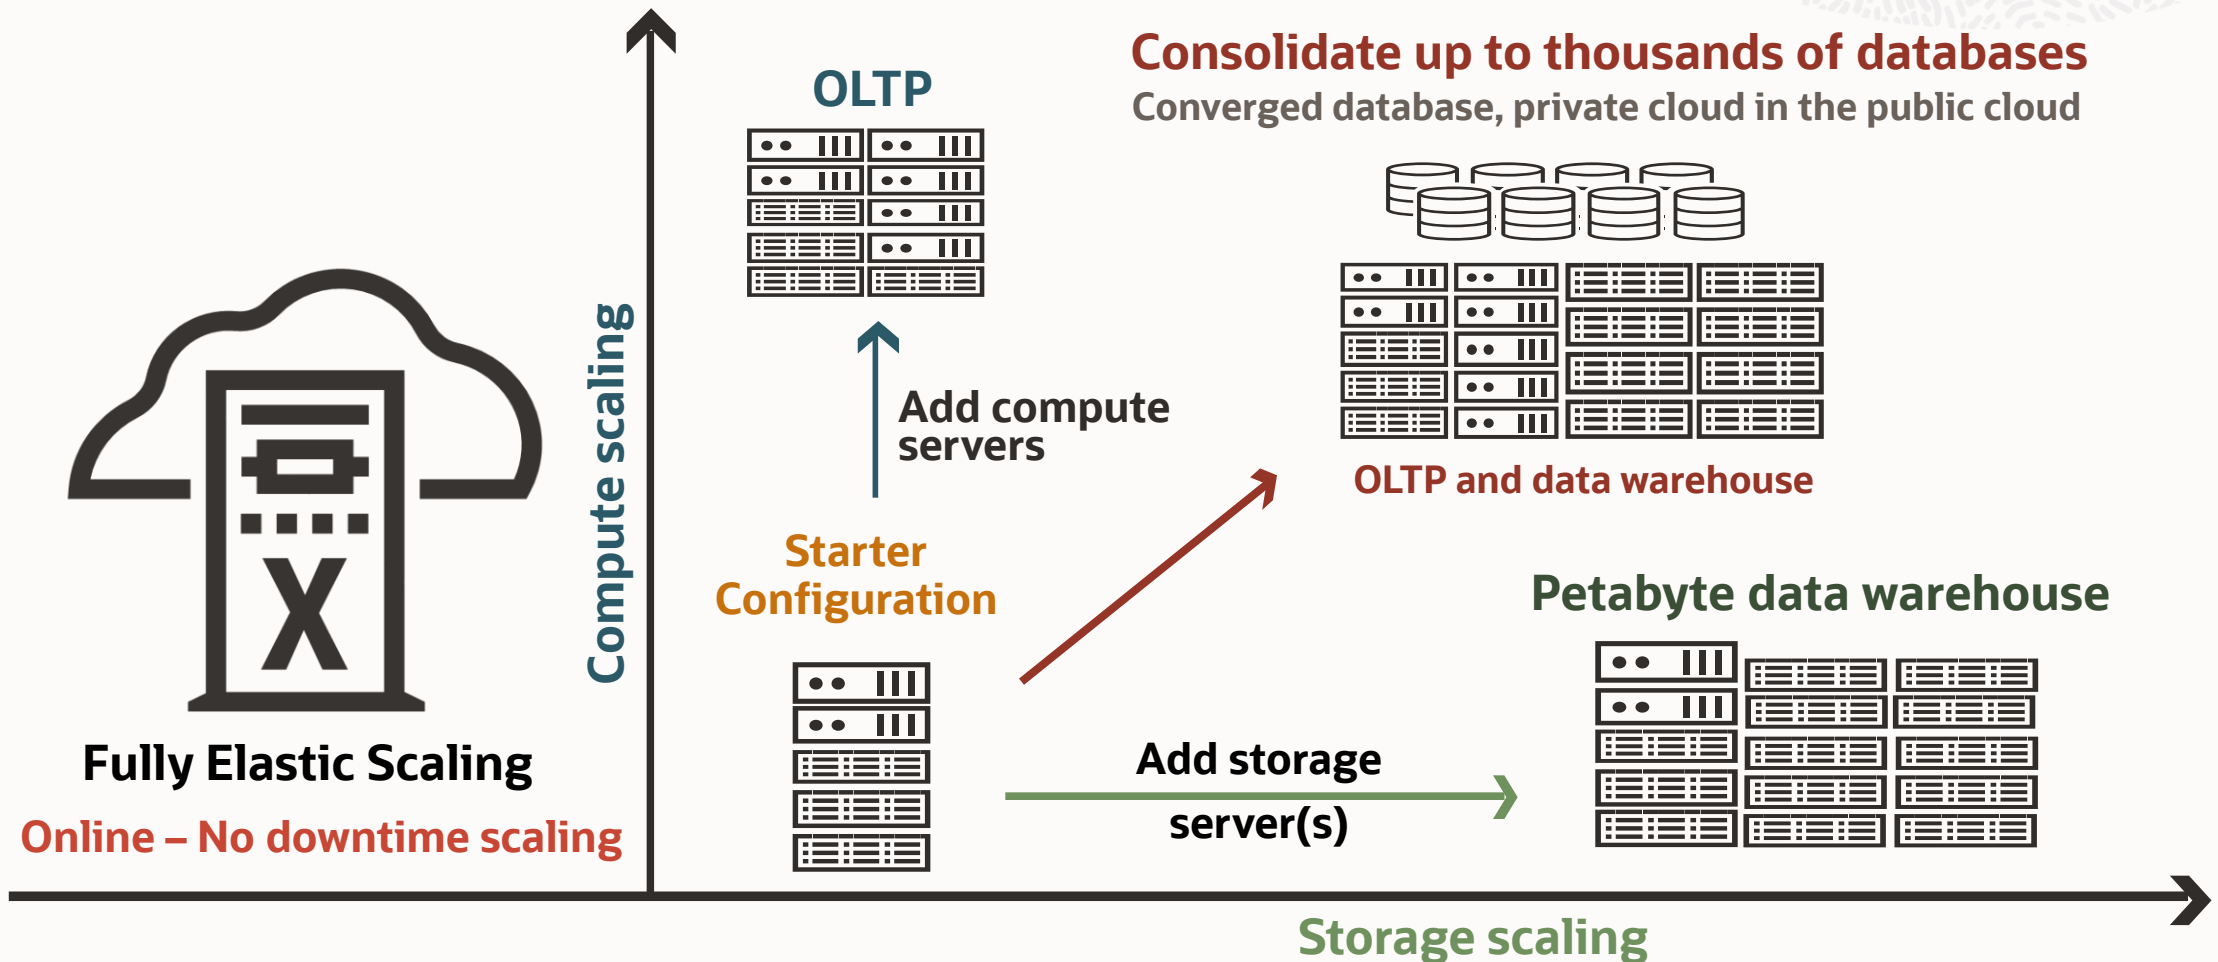 Consolidate up to thousands of databases
Converged database, private cloud in the public cloud
OLTP
Compute scaling
Add compute
servers
OLTP and data warehouse
Starter
Configuration
Petabyte data warehouse
X
Fully Elastic Scaling
Online – No downtime scaling
Add storage
server(s)
Storage scaling